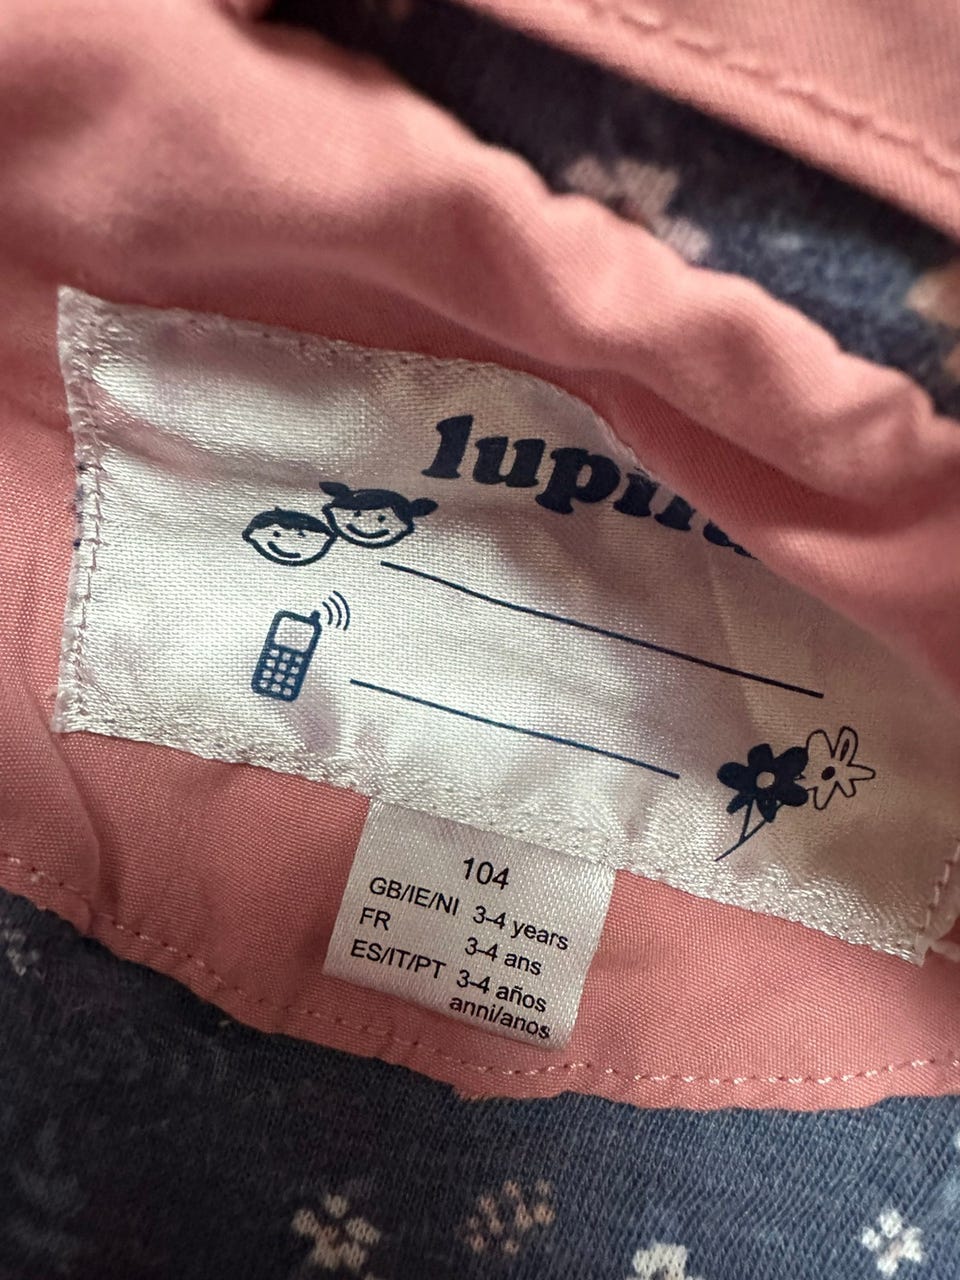 104
GB/IE/NI 3-4 years
FR 3-4 ans
ES/IT/PT 3-4 años
anni/anos